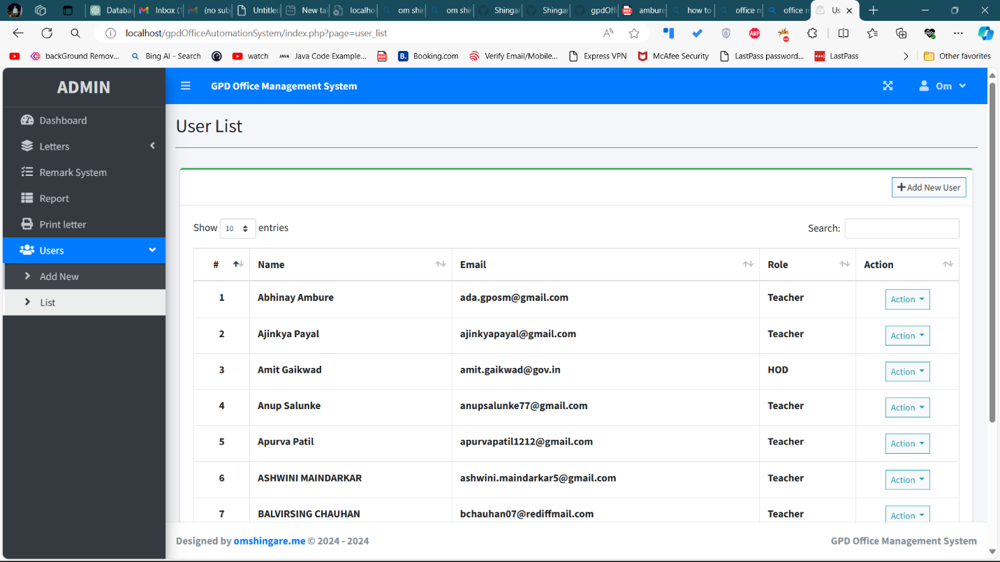 Databas
Inbox (1
(no sub
Untitled
New tab
localho
om shin
om shin
Shingar
Shingar
gpdOffi
ambure
how to
office n
office m
Us
localhost/gpdOfficeAutomationSystem/index.php?page=user_list
backGround Remov...
Bing AI - Search
watch
Java Code Example...
Booking.com
Verify Email/Mobile...
Express VPN
McAfee Security
LastPass password...
LastPass
Other favorites
ADMIN
GPD Office Management System
Om
Dashboard
Letters
Remark System
Report
Print letter
Users
Add New
List
User List
Add New User
Show 10 entries
Search:
# Name Email Role Action
1 Abhinay Ambure ada.gposm@gmail.com Teacher Action
2 Ajinkya Payal ajinkyapayal@gmail.com Teacher Action
3 Amit Gaikwad amit.gaikwad@gov.in HOD Action
4 Anup Salunke anupsalunke77@gmail.com Teacher Action
5 Apurva Patil apurvapatil1212@gmail.com Teacher Action
6 ASHWINI MAINDARKAR ashwini.maindarkar5@gmail.com Teacher Action
7 BALVIRSING CHAUHAN bchauhan07@rediffmail.com Teacher Action
Designed by omshingare.me © 2024 - 2024
GPD Office Management System